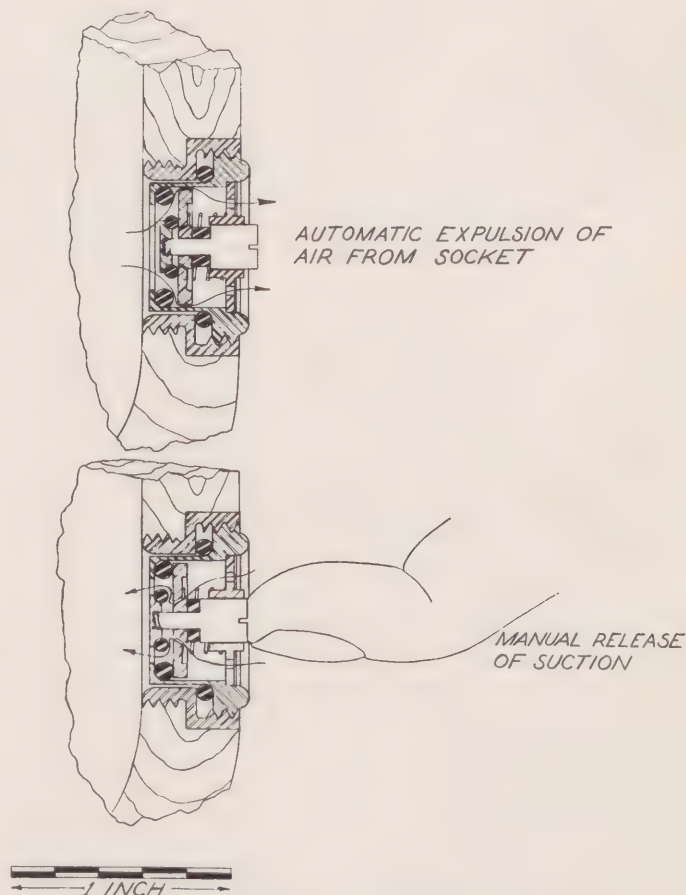 AUTOMATIC EXPULSION OF
AIR FROM SOCKET
MANUAL RELEASE
OF SUCTION
1 INCH